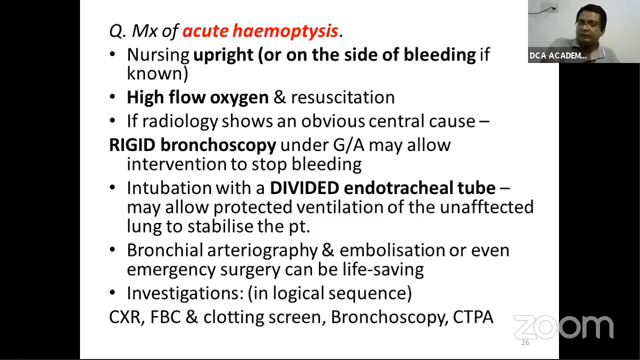 Q. Mx of acute haemoptysis.
• Nursing upright (or on the side of bleeding if
known)
• High flow oxygen & resuscitation
• If radiology shows an obvious central cause –
RIGID bronchoscopy under G/A may allow
intervention to stop bleeding
• Intubation with a DIVIDED endotracheal tube –
may allow protected ventilation of the unafftected
lung to stabilise the pt.
• Bronchial arteriography & embolisation or even
emergency surgery can be life-saving
• Investigations: (in logical sequence)
CXR, FBC & clotting screen, Bronchoscopy, CTPA
DCA-ACADEM...
zoom
26